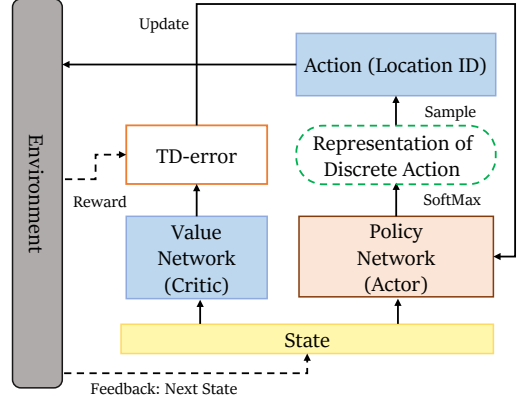 Update
Action (Location ID)
Sample
Environment
TD-error
Representation of
Discrete Action
Reward
SoftMax
Value
Network
(Critic)
Policy
Network
(Actor)
State
Feedback: Next State